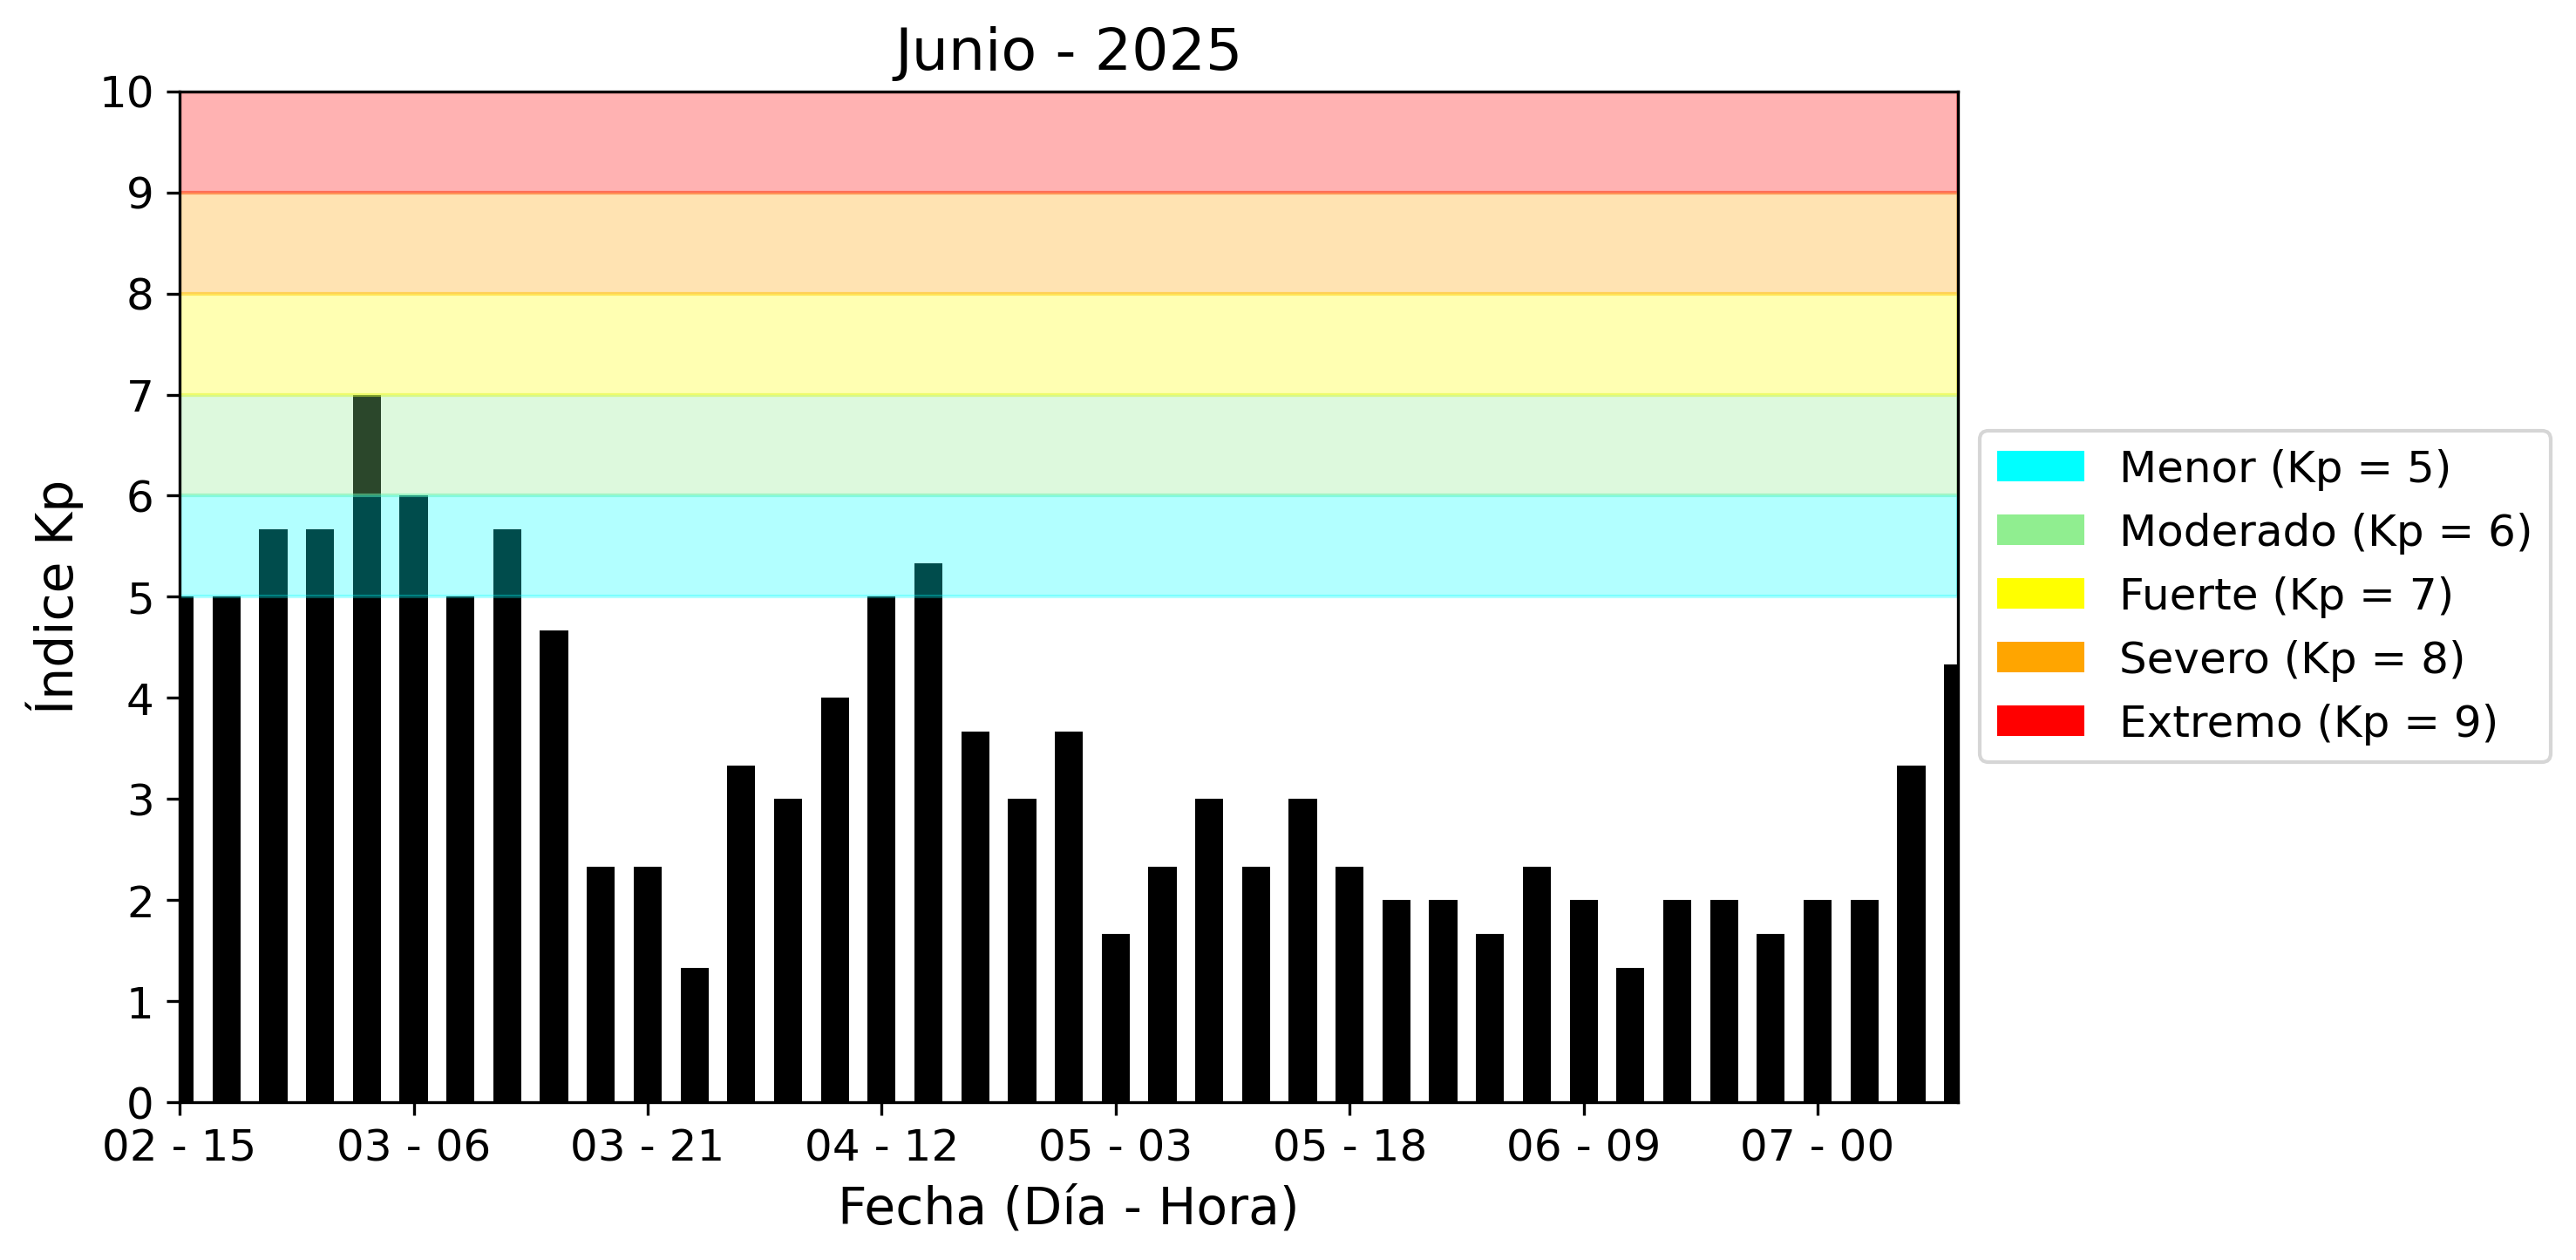 Junio - 2025
10
9
8
7
6
5
4
3
2
1
0
Índice Kp
02 - 15 03 - 06 03 - 21 04 - 12 05 - 03 05 - 18 06 - 09 07 - 00
Fecha (Día - Hora)
Menor (Kp = 5)
Moderado (Kp = 6)
Fuerte (Kp = 7)
Severo (Kp = 8)
Extremo (Kp = 9)